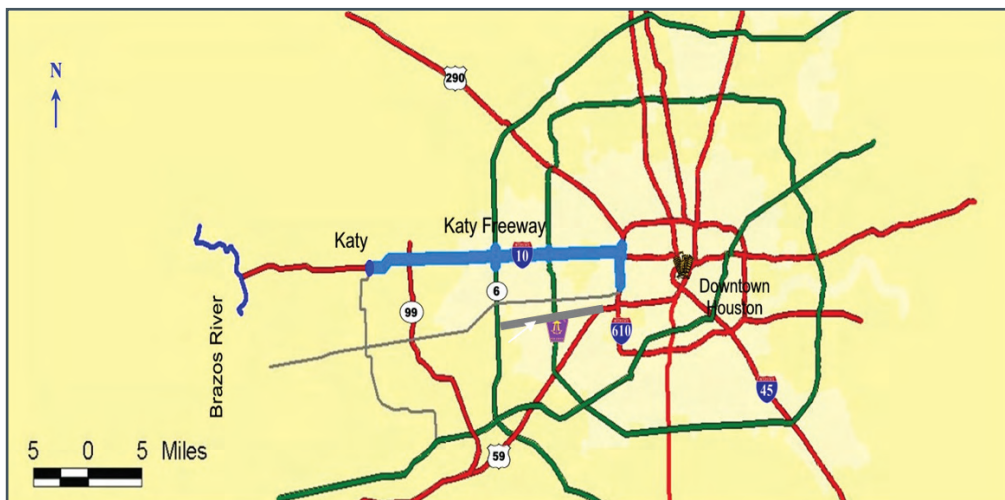 N
290
Katy
Katy Freeway
10
6
99
Downtown
Houston
610
Brazos River
45
59
5 0 5 Miles